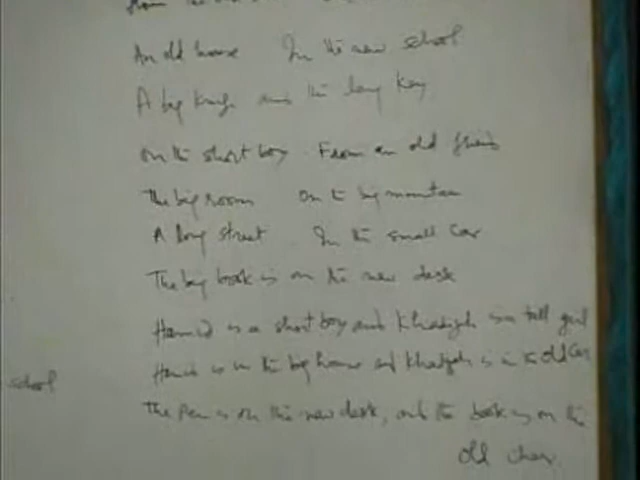 from
An old house In the new school
A big knife and the long key
on the short boy From an old friend
The big room On the big mountain
A long street In the small car
The big book is on the new desk
Hamid is a short boy and Khadijah is a tall girl
Hamid is in the big house and Khadijah is in the old car
school
The pen is on the new desk, and the book is on the
old chair.